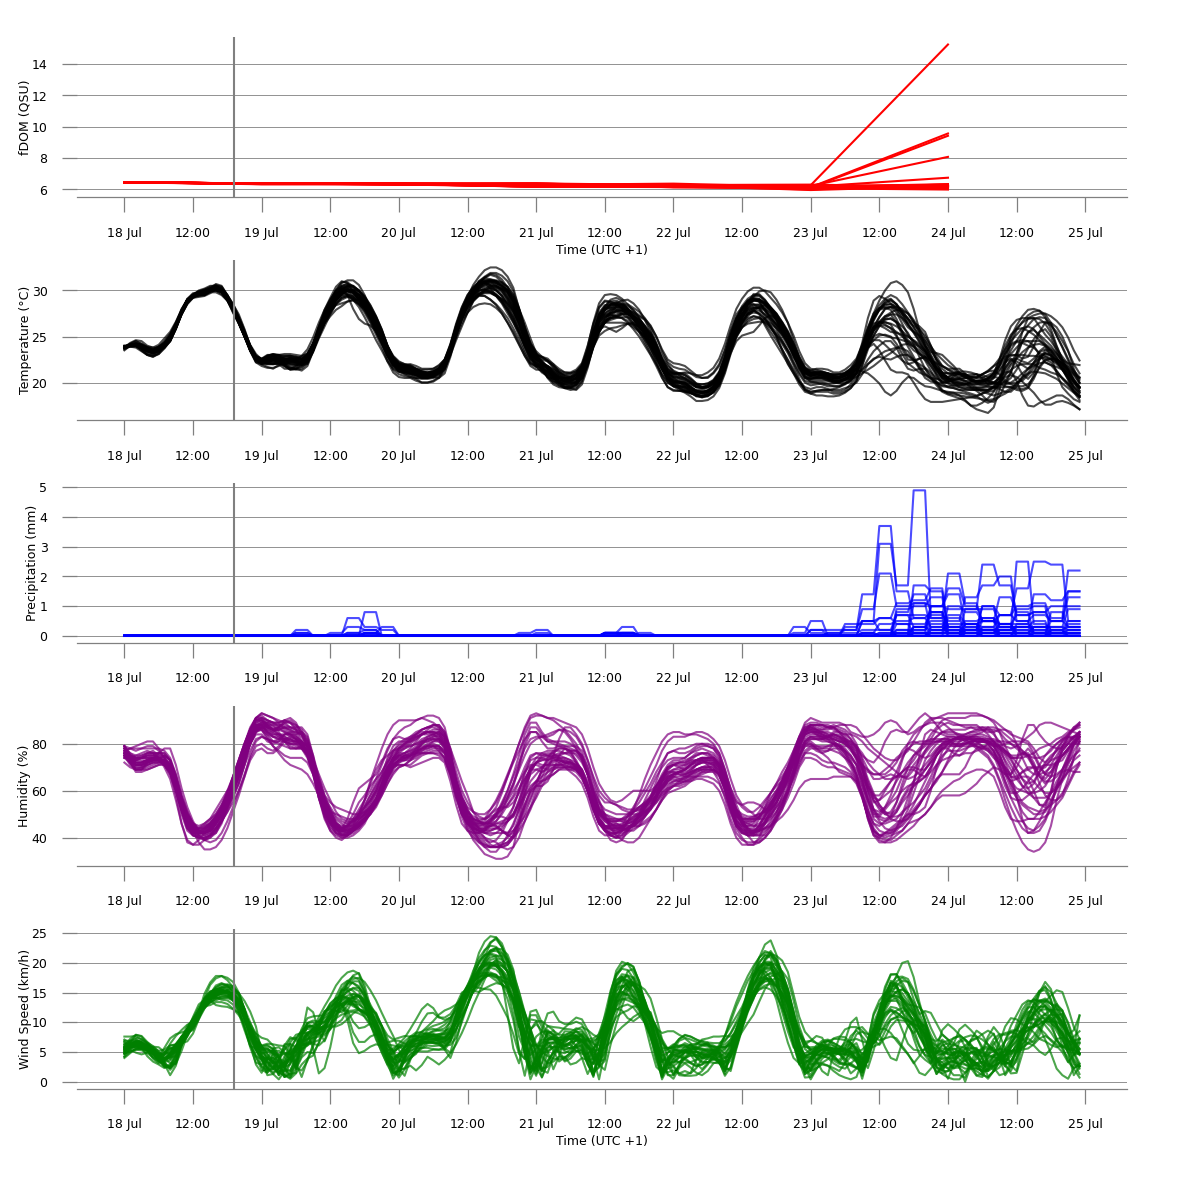 14
12
10
8
6
fDOM (QSU)
18 Jul 12:00 19 Jul 12:00 20 Jul 12:00 21 Jul 12:00 22 Jul 12:00 23 Jul 12:00 24 Jul 12:00 25 Jul
Time (UTC +1)
30
25
20
Temperature (°C)
18 Jul 12:00 19 Jul 12:00 20 Jul 12:00 21 Jul 12:00 22 Jul 12:00 23 Jul 12:00 24 Jul 12:00 25 Jul
5
4
3
2
1
0
Precipitation (mm)
18 Jul 12:00 19 Jul 12:00 20 Jul 12:00 21 Jul 12:00 22 Jul 12:00 23 Jul 12:00 24 Jul 12:00 25 Jul
80
60
40
Humidity (%)
18 Jul 12:00 19 Jul 12:00 20 Jul 12:00 21 Jul 12:00 22 Jul 12:00 23 Jul 12:00 24 Jul 12:00 25 Jul
25
20
15
10
5
0
Wind Speed (km/h)
18 Jul 12:00 19 Jul 12:00 20 Jul 12:00 21 Jul 12:00 22 Jul 12:00 23 Jul 12:00 24 Jul 12:00 25 Jul
Time (UTC +1)